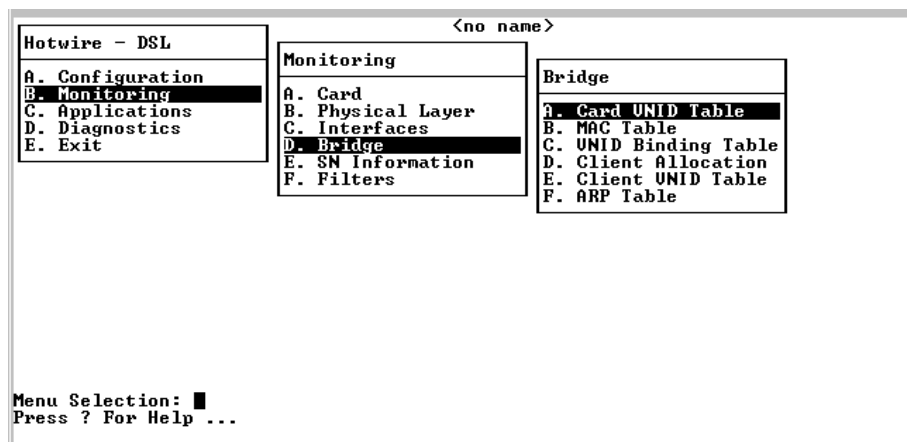 <no name>
Hotwire - DSL
A. Configuration
B. Monitoring
C. Applications
D. Diagnostics
E. Exit
Monitoring
A. Card
B. Physical Layer
C. Interfaces
D. Bridge
E. SN Information
F. Filters
Bridge
A. Card VNID Table
B. MAC Table
C. VNID Binding Table
D. Client Allocation
E. Client VNID Table
F. ARP Table
Menu Selection:
Press ? For Help ...